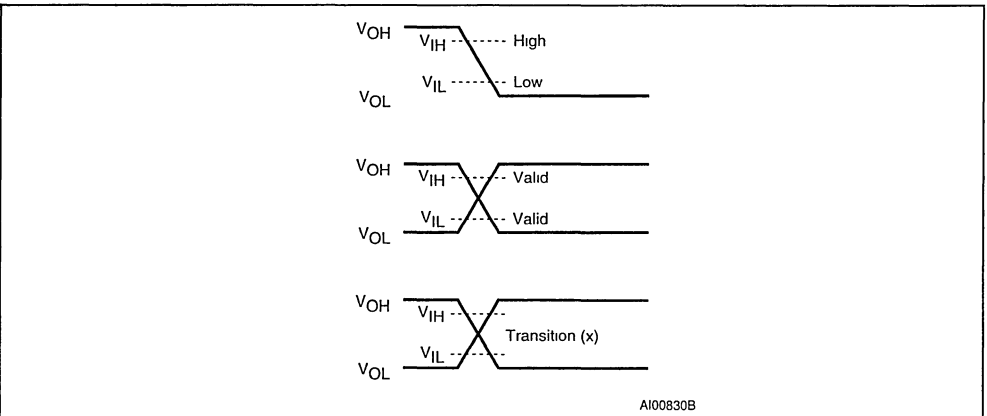 VOH
VIH High
VIL Low
VOL
VOH
VIH Valid
VIL Valid
VOL
VOH
VIH
Transition (x)
VIL
VOL
AI00830B